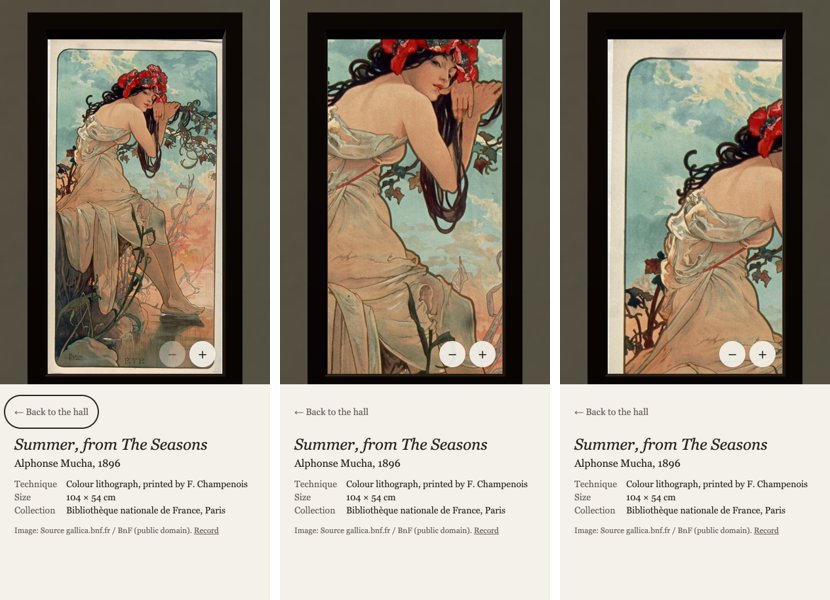 − +
← Back to the hall
Summer, from The Seasons
Alphonse Mucha, 1896
Technique Colour lithograph, printed by F. Champenois
Size 104 × 54 cm
Collection Bibliothèque nationale de France, Paris
Image: Source gallica.bnf.fr / BnF (public domain). Record
− +
← Back to the hall
Summer, from The Seasons
Alphonse Mucha, 1896
Technique Colour lithograph, printed by F. Champenois
Size 104 × 54 cm
Collection Bibliothèque nationale de France, Paris
Image: Source gallica.bnf.fr / BnF (public domain). Record
− +
← Back to the hall
Summer, from The Seasons
Alphonse Mucha, 1896
Technique Colour lithograph, printed by F. Champenois
Size 104 × 54 cm
Collection Bibliothèque nationale de France, Paris
Image: Source gallica.bnf.fr / BnF (public domain). Record